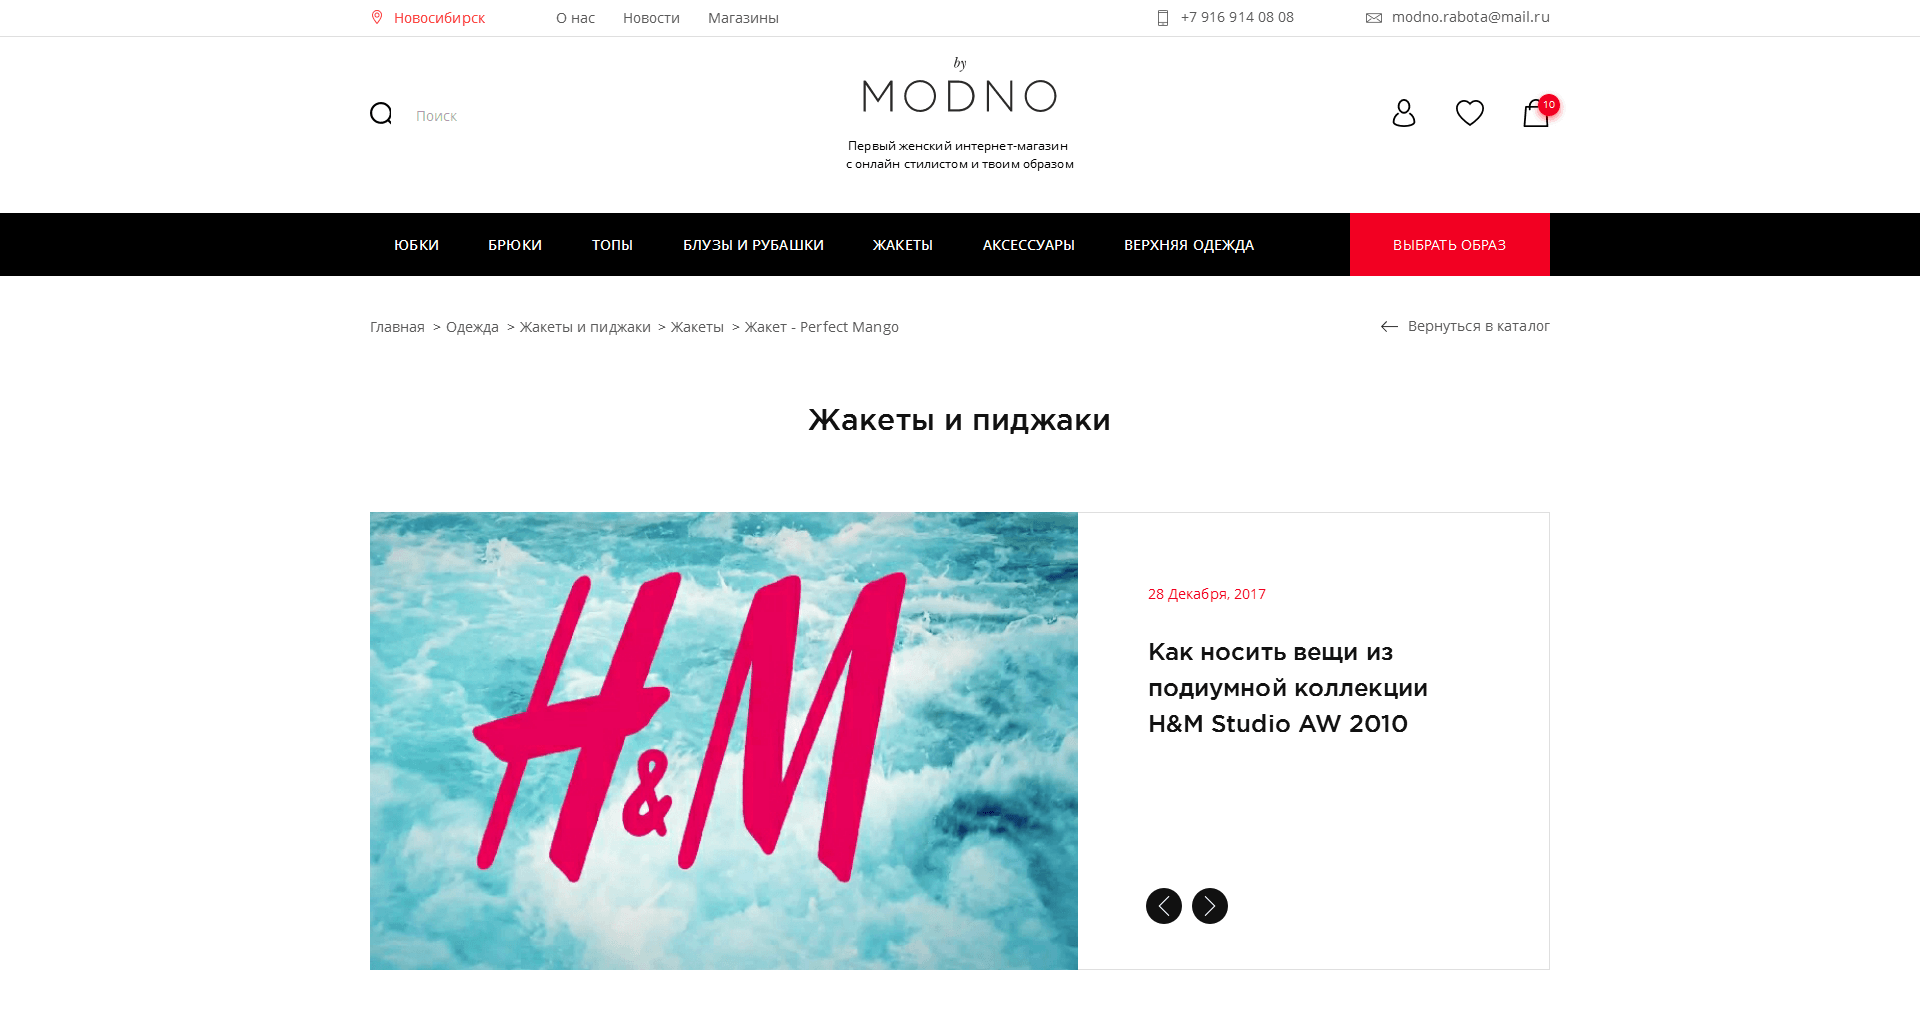 Новосибирск
О нас
Новости
Магазины
+7 916 914 08 08
modno.rabota@mail.ru
Поиск
by
MODNO
Первый женский интернет-магазин
с онлайн стилистом и твоим образом
10
ЮБКИ
БРЮКИ
ТОПЫ
БЛУЗЫ И РУБАШКИ
ЖАКЕТЫ
АКСЕССУАРЫ
ВЕРХНЯЯ ОДЕЖДА
ВЫБРАТЬ ОБРАЗ
Главная > Одежда > Жакеты и пиджаки > Жакеты > Жакет - Perfect Mango
Вернуться в каталог
Жакеты и пиджаки
H&M
28 Декабря, 2017
Как носить вещи из
подиумной коллекции
H&M Studio AW 2010